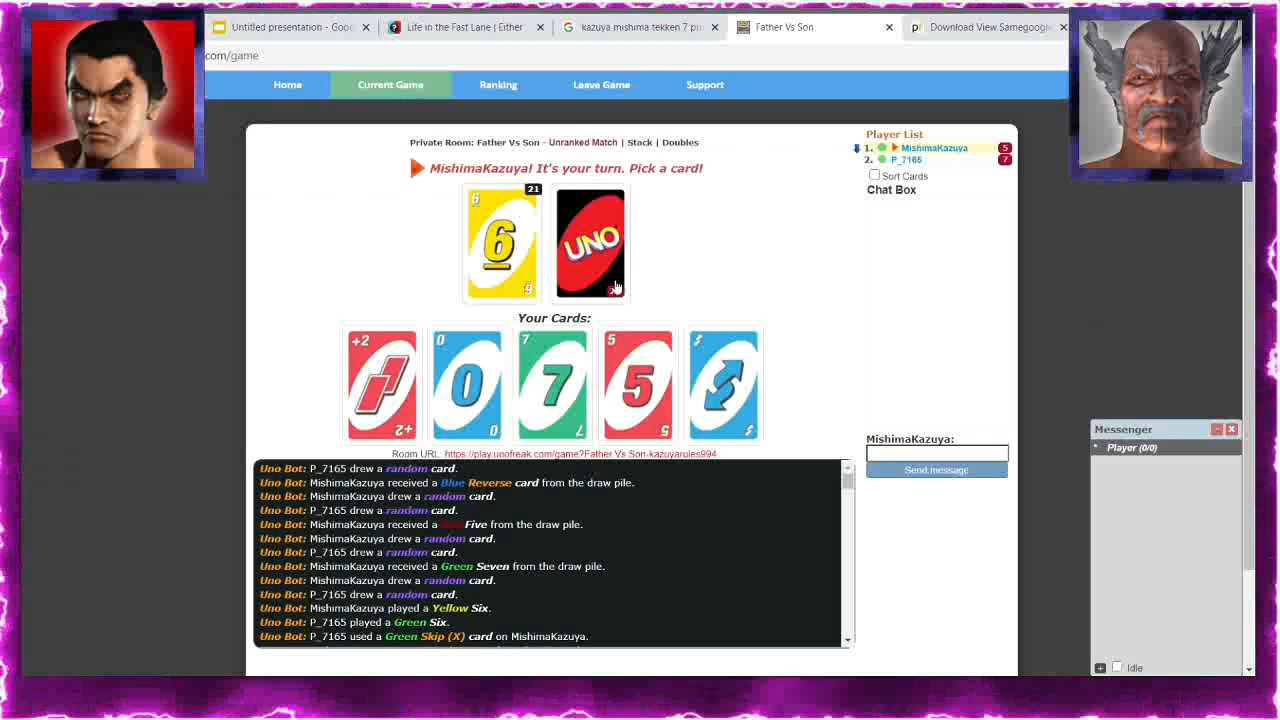 Untitled presentation - Goo
Life in the Fast Lane | Either
kazuya mishima tekken 7 p
Father Vs Son
Download View Samegoogle
com/game
Home
Current Game
Ranking
Leave Game
Support
Private Room: Father Vs Son - Unranked Match | Stack | Doubles
MishimaKazuya! It's your turn. Pick a card!
Player List
1. MishimaKazuya 5
2. P_7165 7
Sort Cards
Chat Box
21
6
6
6
UNO
Your Cards:
+2
+2
0
0
0
7
7
7
5
5
5
Room URL: https://play.unofreak.com/game?Father Vs Son-kazuyarules994
Uno Bot: P_7165 drew a random card.
Uno Bot: MishimaKazuya received a Blue Reverse card from the draw pile.
Uno Bot: MishimaKazuya drew a random card.
Uno Bot: P_7165 drew a random card.
Uno Bot: MishimaKazuya received a Five from the draw pile.
Uno Bot: MishimaKazuya drew a random card.
Uno Bot: P_7165 drew a random card.
Uno Bot: MishimaKazuya received a Green Seven from the draw pile.
Uno Bot: MishimaKazuya drew a random card.
Uno Bot: P_7165 drew a random card.
Uno Bot: MishimaKazuya played a Yellow Six.
Uno Bot: P_7165 played a Green Six.
Uno Bot: P_7165 used a Green Skip (X) card on MishimaKazuya.
MishimaKazuya:
Send message
Messenger
Player (0/0)
Idle